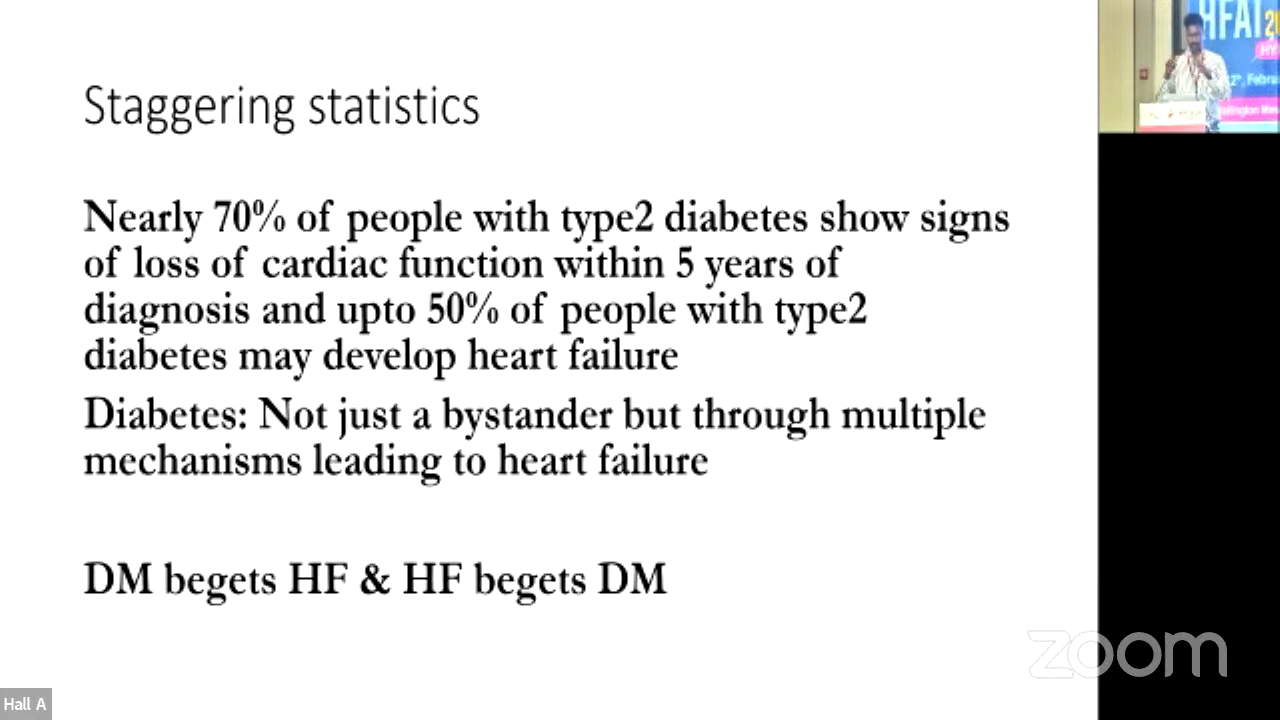 Staggering statistics
Nearly 70% of people with type2 diabetes show signs
of loss of cardiac function within 5 years of
diagnosis and upto 50% of people with type2
diabetes may develop heart failure
Diabetes: Not just a bystander but through multiple
mechanisms leading to heart failure
DM begets HF & HF begets DM
HFAI
zoom
Hall A